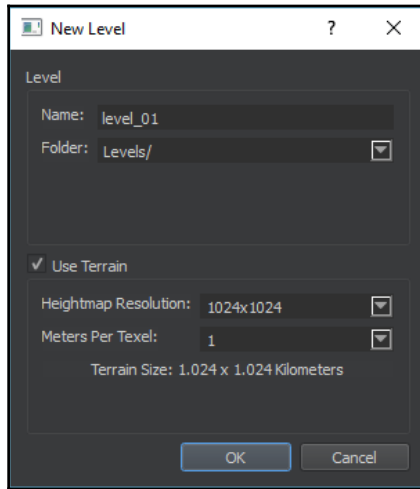 New Level ?
Level
Name: level_01
Folder: Levels/
Use Terrain
Heightmap Resolution: 1024x1024
Meters Per Texel: 1
Terrain Size: 1.024 x 1.024 Kilometers
OK Cancel